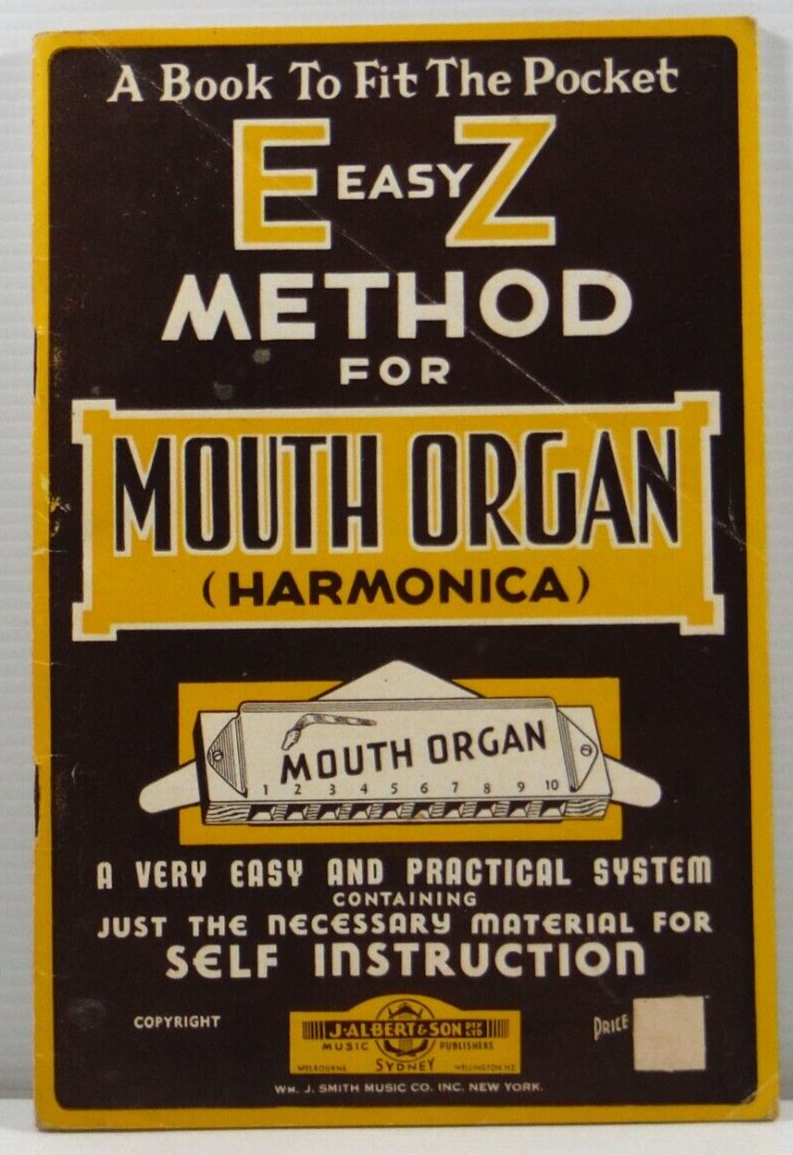 A Book To Fit The Pocket
E EASY Z
METHOD
FOR
MOUTH ORGAN
(HARMONICA)
MOUTH ORGAN
1 2 3 4 5 6 7 8 9 10
A VERY EASY AND PRACTICAL SYSTEM
CONTAINING
JUST THE NECESSARY MATERIAL FOR
SELF INSTRUCTION
COPYRIGHT
J. ALBERT & SON PTY LTD
MUSIC PUBLISHERS
MELBOURNE SYDNEY WELLINGTON. N.Z.
PRICE
WM. J. SMITH MUSIC CO. INC. NEW YORK.